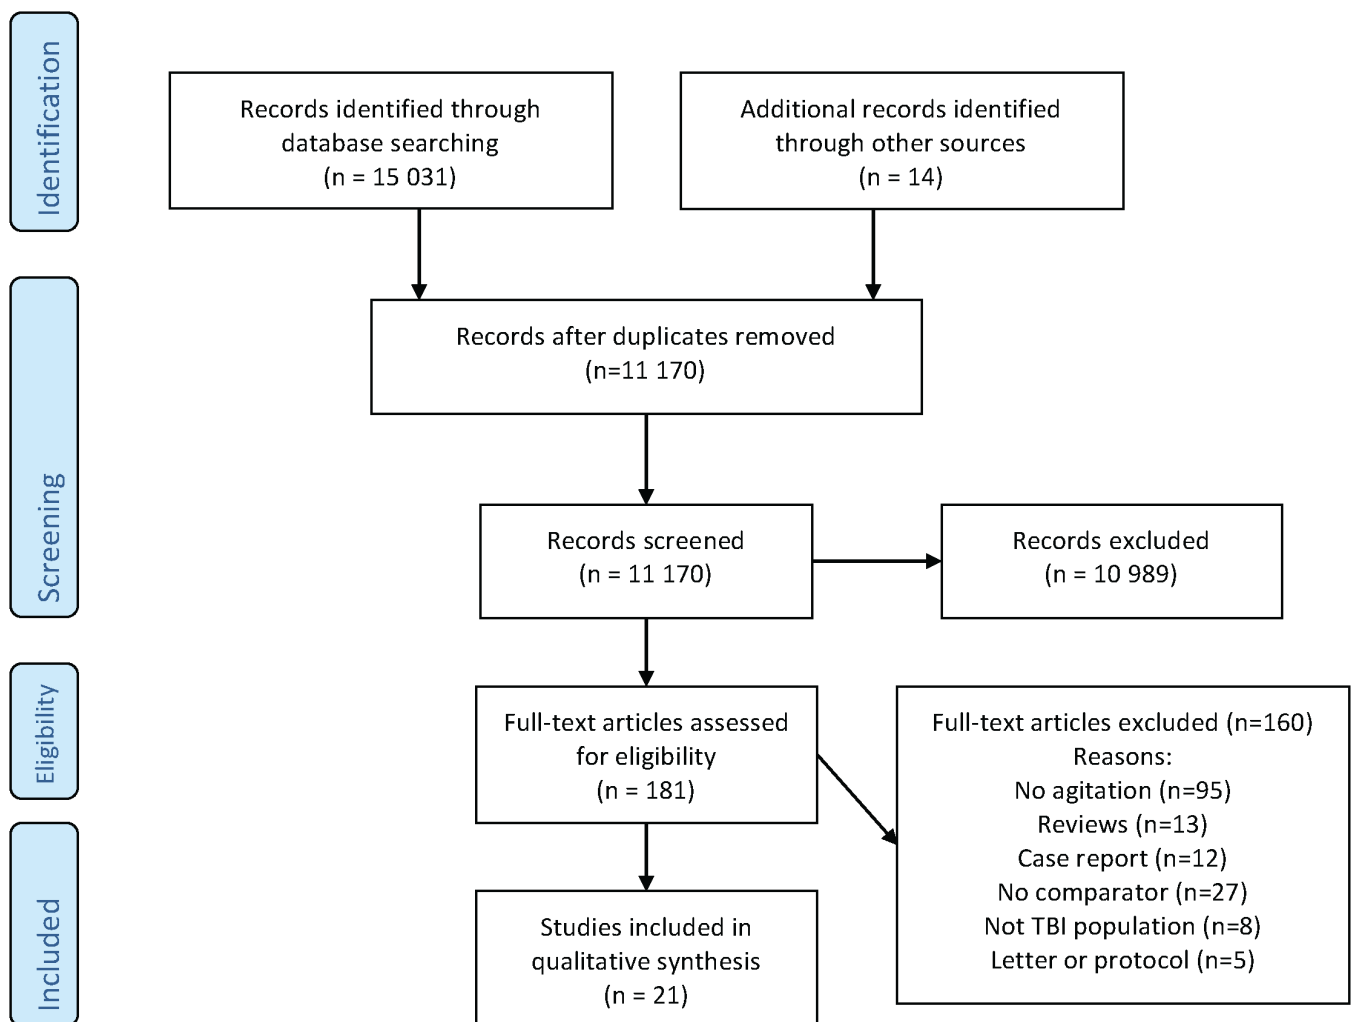 Identification
Records identified through
database searching
(n = 15 031)
Additional records identified
through other sources
(n = 14)
Screening
Records after duplicates removed
(n=11 170)
Records screened
(n = 11 170)
Records excluded
(n = 10 989)
Eligibility
Full-text articles assessed
for eligibility
(n = 181)
Full-text articles excluded (n=160)
Reasons:
No agitation (n=95)
Reviews (n=13)
Case report (n=12)
No comparator (n=27)
Not TBI population (n=8)
Letter or protocol (n=5)
Included
Studies included in
qualitative synthesis
(n = 21)